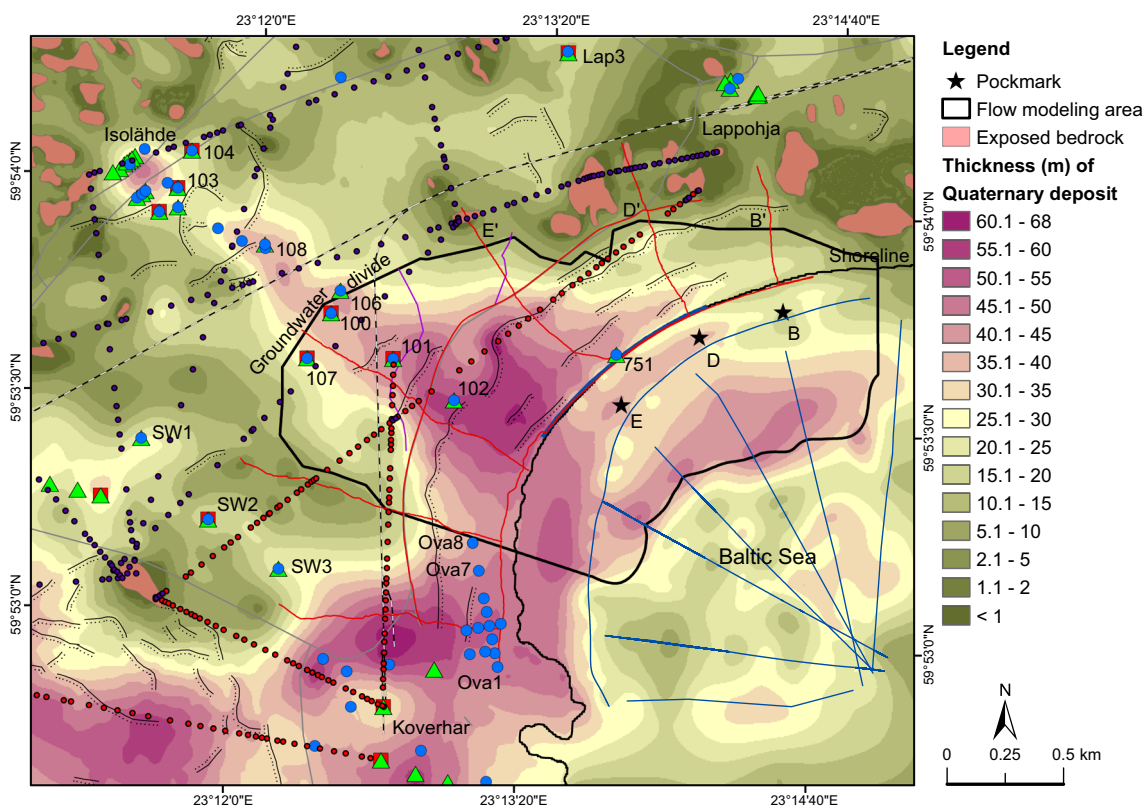 23°12'0"E 23°13'20"E 23°14'40"E
Lap3
Lappohja
Isolähde
104
103
108
59°54'0"N
59°54'0"N
E'
D'
B'
Shoreline
Groundwater divide
106
100
101
107
102
751
B
D
E
59°53'30"N
59°53'30"N
SW1
SW2
SW3
Ova8
Ova7
Baltic Sea
59°53'0"N
59°53'0"N
Ova1
Koverhar
23°12'0"E 23°13'20"E 23°14'40"E
Legend
Pockmark
Flow modeling area
Exposed bedrock
Thickness (m) of
Quaternary deposit
60.1 - 68
55.1 - 60
50.1 - 55
45.1 - 50
40.1 - 45
35.1 - 40
30.1 - 35
25.1 - 30
20.1 - 25
15.1 - 20
10.1 - 15
5.1 - 10
2.1 - 5
1.1 - 2
< 1
N
0 0.25 0.5 km